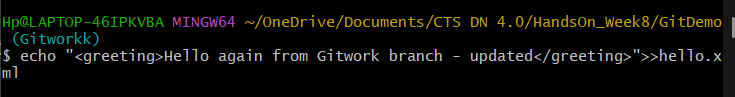 Hp@LAPTOP-46IPKVBA MINGW64 ~/OneDrive/Documents/CTS DN 4.0/HandsOn_Week8/GitDemo
(Gitworkk)
$ echo "<greeting>Hello again from Gitwork branch - updated</greeting>">>hello.x
ml